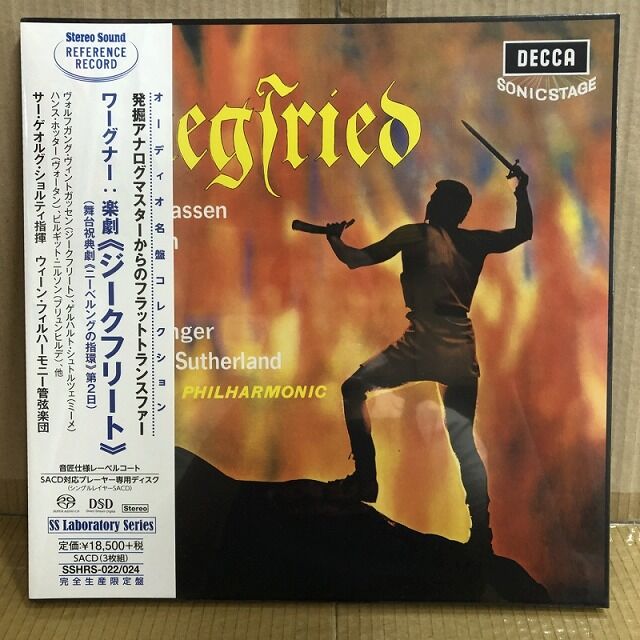 Stereo Sound
REFERENCE
RECORD
オーディオ名盤コレクション
発掘アナログマスターからのフラットトランスファー
ワーグナー:楽劇《ジークフリート》
(舞台祝典劇《ニーベルングの指環》第2日)
ヴォルフガング・ヴィントガッセン(ジークフリート)、ゲルハルト・シュトルツェ(ミーメ)
ハンス・ホッター(ヴォータン)、ビルギット・ニルソン(ブリュンヒルデ)、他
サー・ゲオルグ・ショルティ指揮 ウィーン・フィルハーモニー管弦楽団
音匠仕様レーベルコート
SACD対応プレーヤー専用ディスク
(シングルレイヤーSACD)
SUPER AUDIO CD
DSD
Direct Stream Digital
Stereo
SS Laboratory Series
定価:¥18,500+税
SACD(3枚組)
SSHRS-022/024
完全生産限定盤
DECCA
SONICSTAGE
egfried
assen
nger
Sutherland
PHILHARMONIC